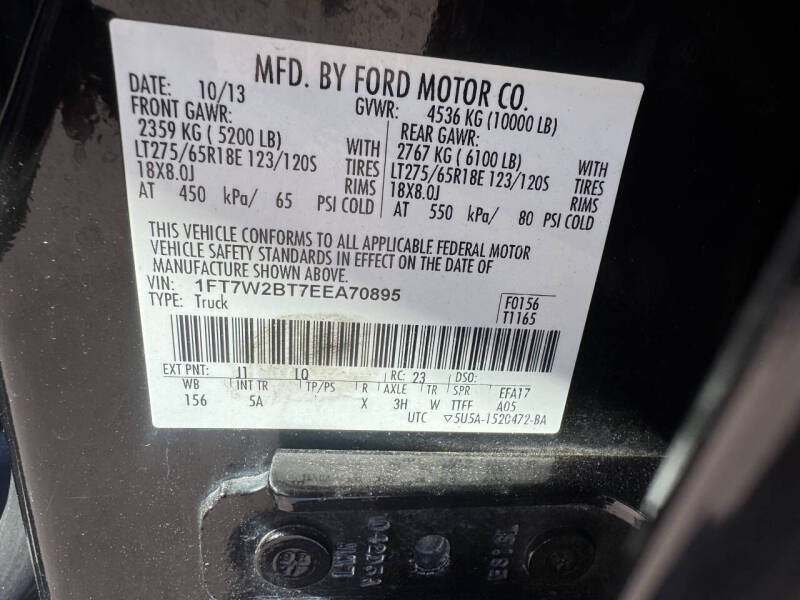 MFD. BY FORD MOTOR CO.
DATE: 10/13 GVWR: 4536 KG (10000 LB)
FRONT GAWR: REAR GAWR:
2359 KG ( 5200 LB) WITH 2767 KG ( 6100 LB) WITH
LT275/65R18E 123/120S TIRES LT275/65R18E 123/120S TIRES
18X8.0J RIMS 18X8.0J RIMS
AT 450 kPa/ 65 PSI COLD AT 550 kPa/ 80 PSI COLD
THIS VEHICLE CONFORMS TO ALL APPLICABLE FEDERAL MOTOR
VEHICLE SAFETY STANDARDS IN EFFECT ON THE DATE OF
MANUFACTURE SHOWN ABOVE.
VIN: 1FT7W2BT7EEA70895 F0156
TYPE: Truck T1165
EXT PNT: J1 LQ RC: 23 DSO:
WB INT TR TP/PS R AXLE TR SPR EFA17
156 5A X 3H W TTFF A05
UTC ▽5U5A-1520472-BA